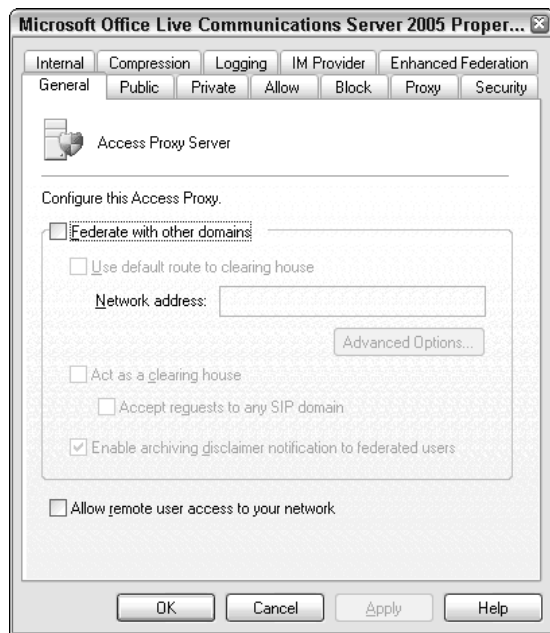 Microsoft Office Live Communications Server 2005 Proper...
Internal Compression Logging IM Provider Enhanced Federation
General Public Private Allow Block Proxy Security
Access Proxy Server
Configure this Access Proxy.
Federate with other domains
Use default route to clearing house
Network address:
Advanced Options...
Act as a clearing house
Accept requests to any SIP domain
Enable archiving disclaimer notification to federated users
Allow remote user access to your network
OK Cancel Apply Help